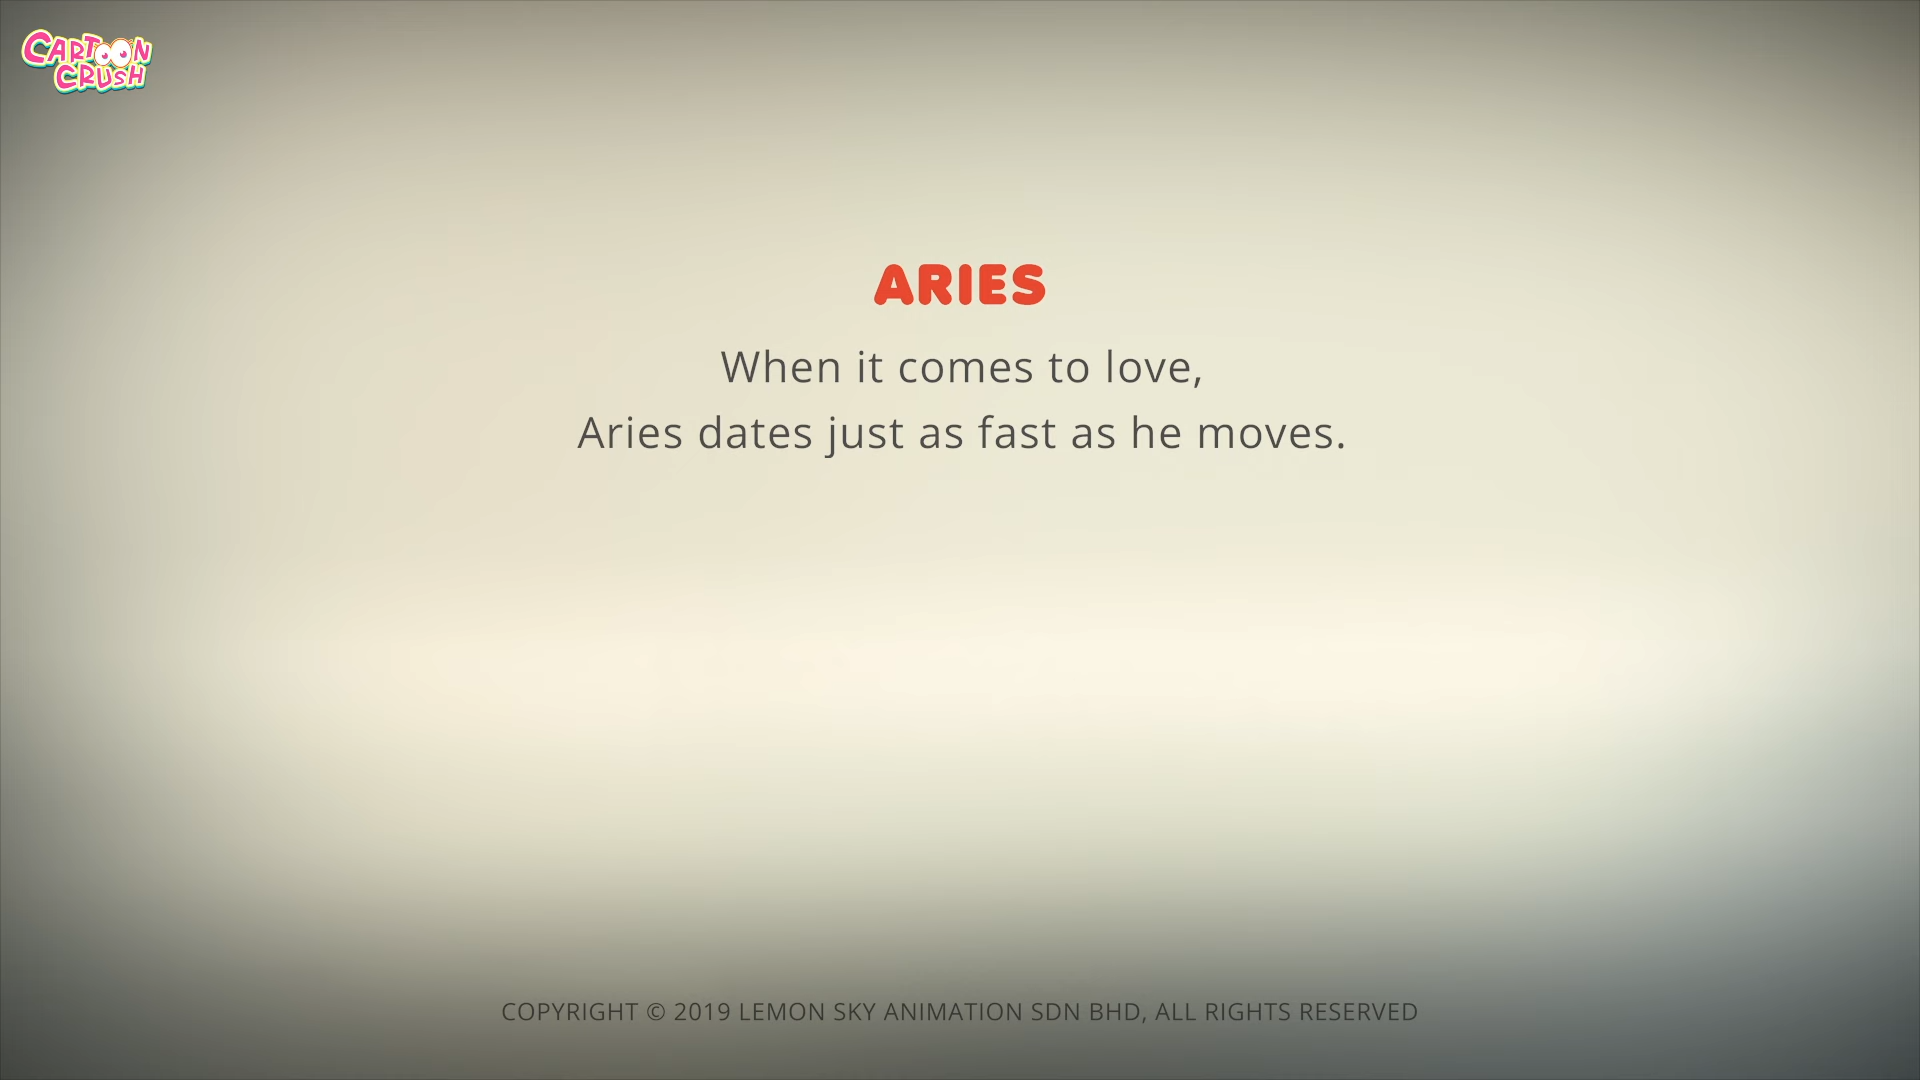 CARTOON
CRUSH
ARIES
When it comes to love,
Aries dates just as fast as he moves.
COPYRIGHT © 2019 LEMON SKY ANIMATION SDN BHD, ALL RIGHTS RESERVED